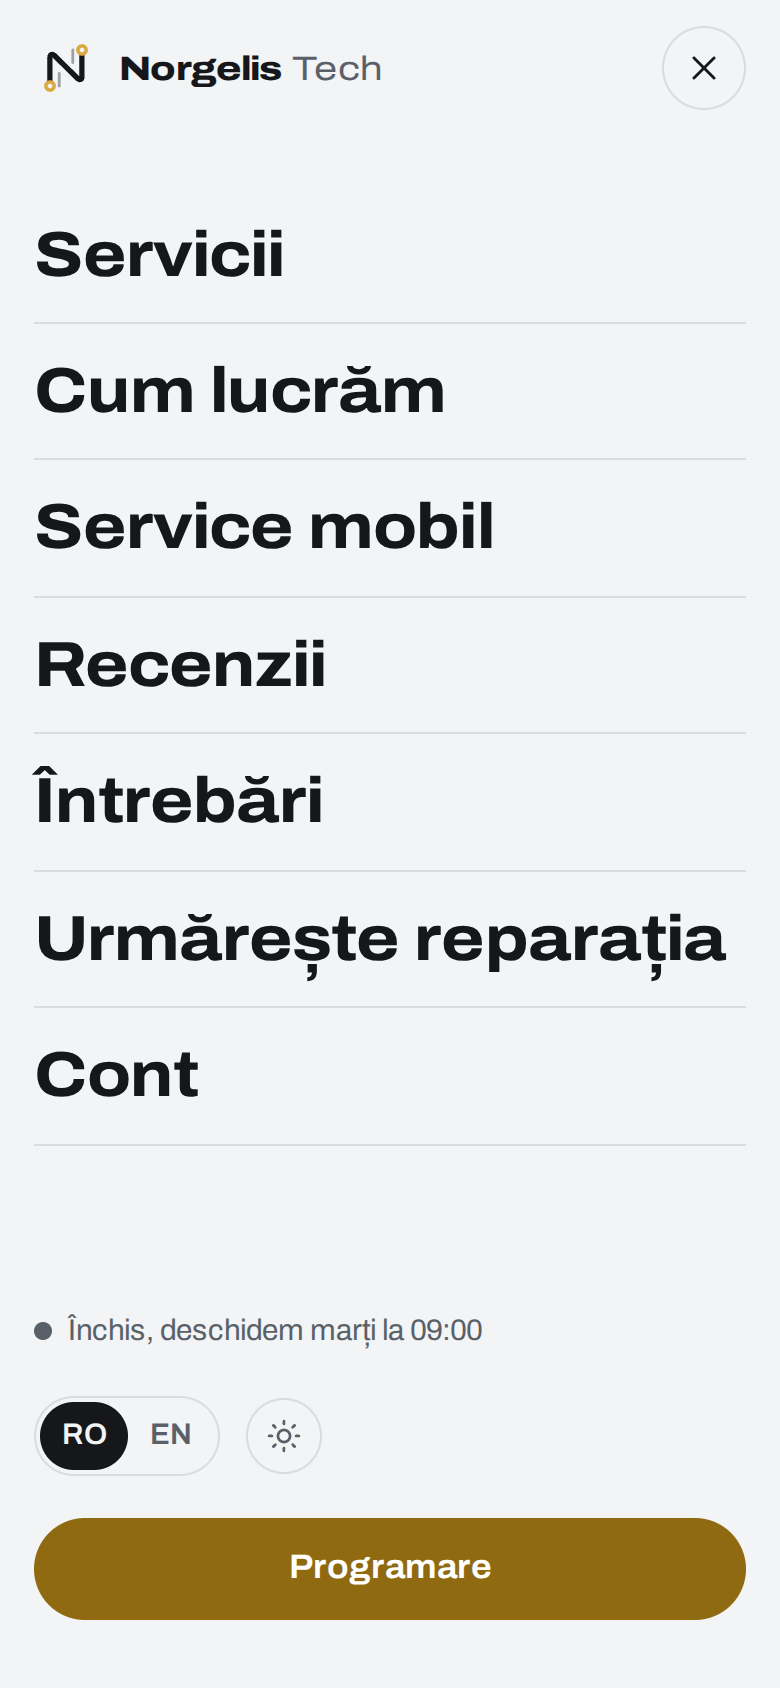 Norgelis Tech
Servicii
Cum lucrăm
Service mobil
Recenzii
Întrebări
Urmărește reparația
Cont
Închis, deschidem marți la 09:00
RO EN
Programare